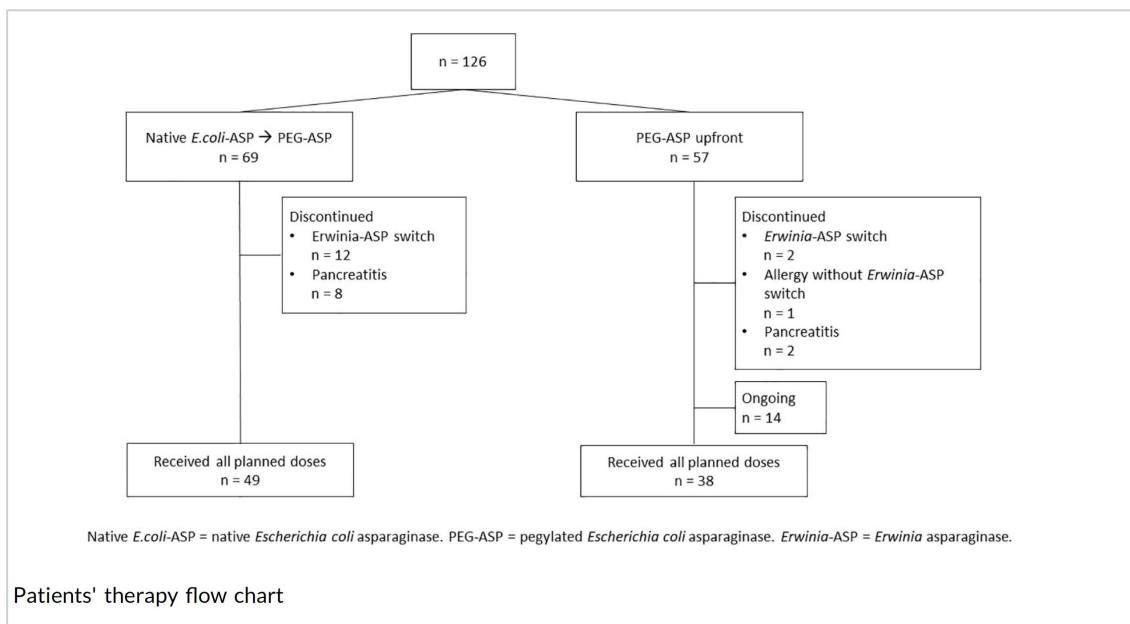 n = 126
Native E.coli-ASP → PEG-ASP
n = 69
PEG-ASP upfront
n = 57
Discontinued
• Erwinia-ASP switch
n = 12
• Pancreatitis
n = 8
Discontinued
• Erwinia-ASP switch
n = 2
• Allergy without Erwinia-ASP
switch
n = 1
• Pancreatitis
n = 2
Ongoing
n = 14
Received all planned doses
n = 49
Received all planned doses
n = 38
Native E.coli-ASP = native Escherichia coli asparaginase. PEG-ASP = pegylated Escherichia coli asparaginase. Erwinia-ASP = Erwinia asparaginase.
Patients' therapy flow chart